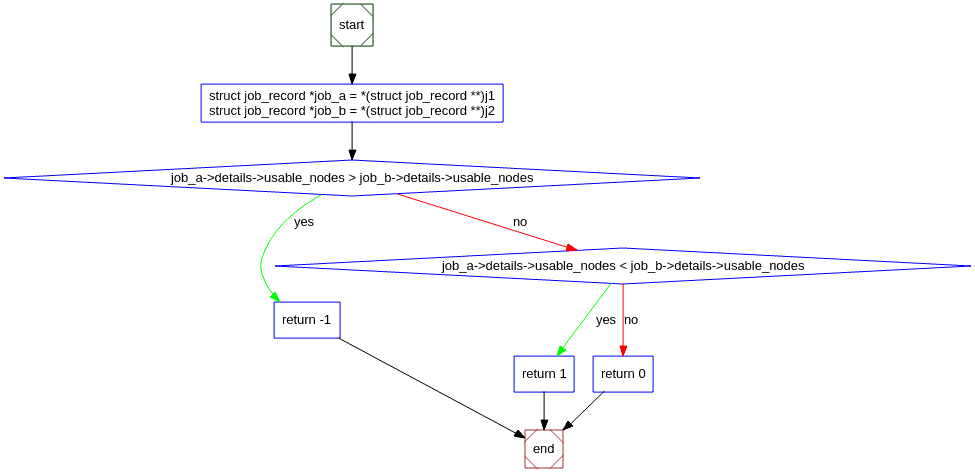 start
struct job_record *job_a = *(struct job_record **)j1
struct job_record *job_b = *(struct job_record **)j2
job_a->details->usable_nodes > job_b->details->usable_nodes
yes
no
job_a->details->usable_nodes < job_b->details->usable_nodes
return -1
yes
no
return 1
return 0
end